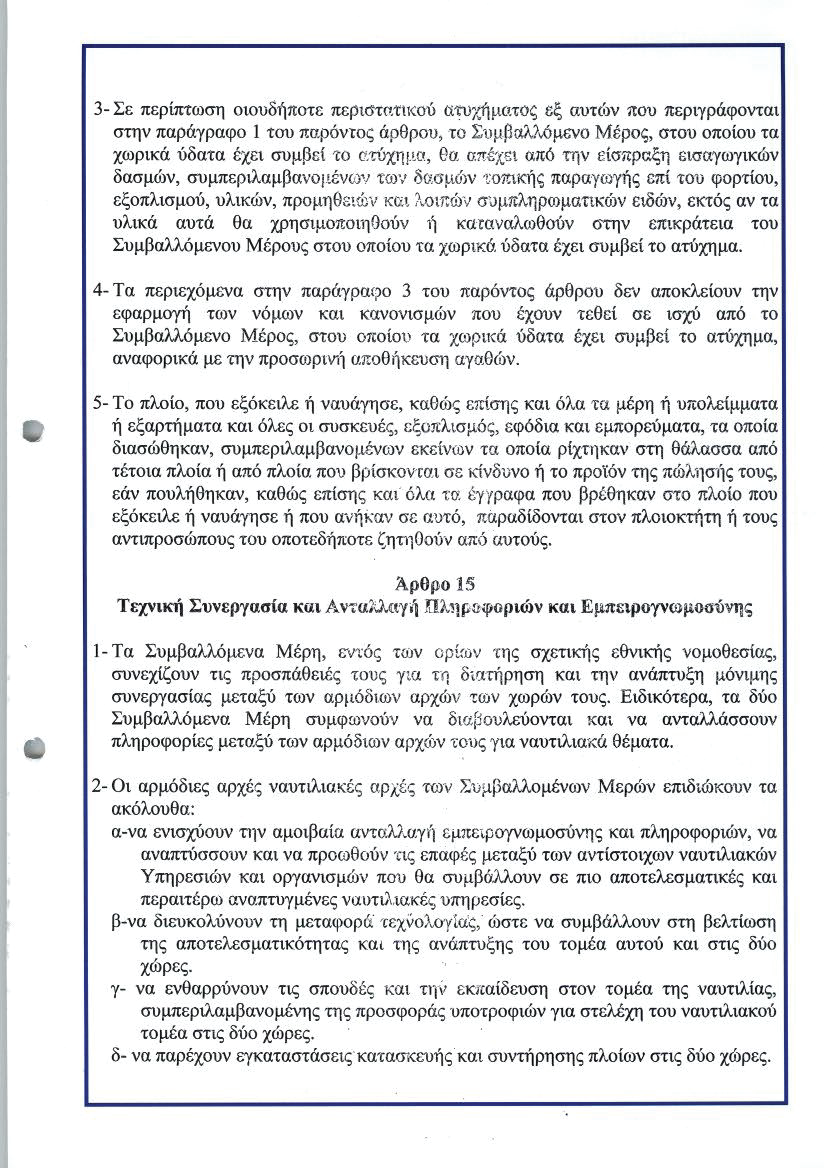 3- Σε περίπτωση οιουδήποτε περιστατικού ατυχήματος εξ αυτών που περιγράφονται
στην παράγραφο 1 του παρόντος άρθρου, το Συμβαλλόμενο Μέρος, στου οποίου τα
χωρικά ύδατα έχει συμβεί το ατύχημα, θα απέχει από την είσπραξη εισαγωγικών
δασμών, συμπεριλαμβανομένων των δασμών τοπικής παραγωγής επί του φορτίου,
εξοπλισμού, υλικών, προμηθειών και λοιπών συμπληρωματικών ειδών, εκτός αν τα
υλικά αυτά θα χρησιμοποιηθούν ή καταναλωθούν στην επικράτεια του
Συμβαλλόμενου Μέρους στου οποίου τα χωρικά ύδατα έχει συμβεί το ατύχημα.
4- Τα περιεχόμενα στην παράγραφο 3 του παρόντος άρθρου δεν αποκλείουν την
εφαρμογή των νόμων και κανονισμών που έχουν τεθεί σε ισχύ από το
Συμβαλλόμενο Μέρος, στου οποίου τα χωρικά ύδατα έχει συμβεί το ατύχημα,
αναφορικά με την προσωρινή αποθήκευση αγαθών.
5- Το πλοίο, που εξόκειλε ή ναυάγησε, καθώς επίσης και όλα τα μέρη ή υπολείμματα
ή εξαρτήματα και όλες οι συσκευές, εξοπλισμός, εφόδια και εμπορεύματα, τα οποία
διασώθηκαν, συμπεριλαμβανομένων εκείνων τα οποία ρίχτηκαν στη θάλασσα από
τέτοια πλοία ή από πλοία που βρίσκονται σε κίνδυνο ή το προϊόν της πώλησής τους,
εάν πουλήθηκαν, καθώς επίσης και όλα τα έγγραφα που βρέθηκαν στο πλοίο που
εξόκειλε ή ναυάγησε ή που ανήκαν σε αυτό, παραδίδονται στον πλοιοκτήτη ή τους
αντιπροσώπους του οποτεδήποτε ζητηθούν από αυτούς.
Άρθρο 15
Τεχνική Συνεργασία και Ανταλλαγή Πληροφοριών και Εμπειρογνωμοσύνης
1- Τα Συμβαλλόμενα Μέρη, εντός των ορίων της σχετικής εθνικής νομοθεσίας,
συνεχίζουν τις προσπάθειές τους για τη διατήρηση και την ανάπτυξη μόνιμης
συνεργασίας μεταξύ των αρμόδιων αρχών των χωρών τους. Ειδικότερα, τα δύο
Συμβαλλόμενα Μέρη συμφωνούν να διαβουλεύονται και να ανταλλάσσουν
πληροφορίες μεταξύ των αρμόδιων αρχών τους για ναυτιλιακά θέματα.
2- Οι αρμόδιες αρχές ναυτιλιακές αρχές των Συμβαλλομένων Μερών επιδιώκουν τα
ακόλουθα:
α-να ενισχύουν την αμοιβαία ανταλλαγή εμπειρογνωμοσύνης και πληροφοριών, να
αναπτύσσουν και να προωθούν τις επαφές μεταξύ των αντίστοιχων ναυτιλιακών
Υπηρεσιών και οργανισμών που θα συμβάλλουν σε πιο αποτελεσματικές και
περαιτέρω αναπτυγμένες ναυτιλιακές υπηρεσίες.
β-να διευκολύνουν τη μεταφορά τεχνολογίας, ώστε να συμβάλλουν στη βελτίωση
της αποτελεσματικότητας και της ανάπτυξης του τομέα αυτού και στις δύο
χώρες.
γ- να ενθαρρύνουν τις σπουδές και την εκπαίδευση στον τομέα της ναυτιλίας,
συμπεριλαμβανομένης της προσφοράς υποτροφιών για στελέχη του ναυτιλιακού
τομέα στις δύο χώρες.
δ- να παρέχουν εγκαταστάσεις κατασκευής και συντήρησης πλοίων στις δύο χώρες.